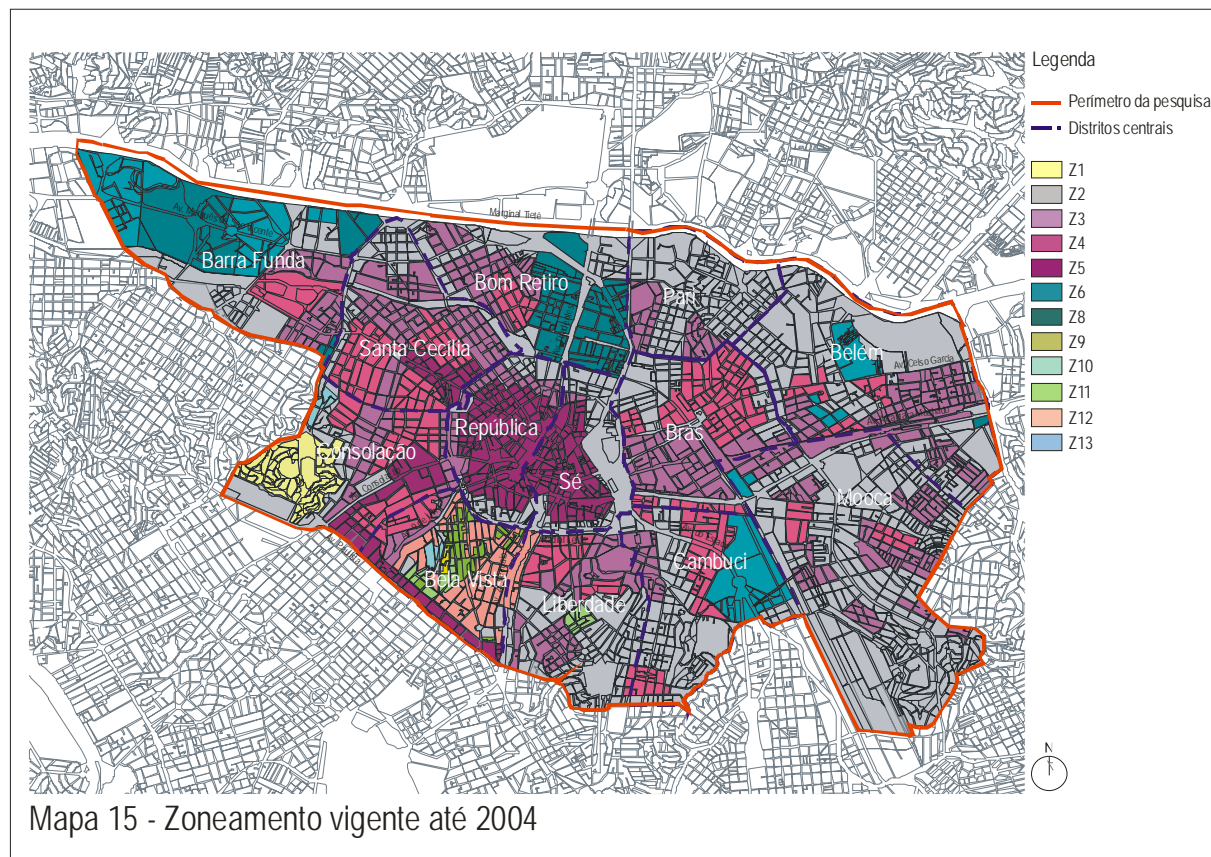 Legenda
Perímetro da pesquisa
Distritos centrais
Z1
Z2
Z3
Z4
Z5
Z6
Z8
Z9
Z10
Z11
Z12
Z13
Marginal Tietê
Barra Funda
Bom Retiro
Pari
Santa Cecília
Belém
Av. Celso Garcia
República
Brás
Consolação
Sé
Mooca
Cambuci
Bela Vista
Liberdade
N
Mapa 15 - Zoneamento vigente até 2004